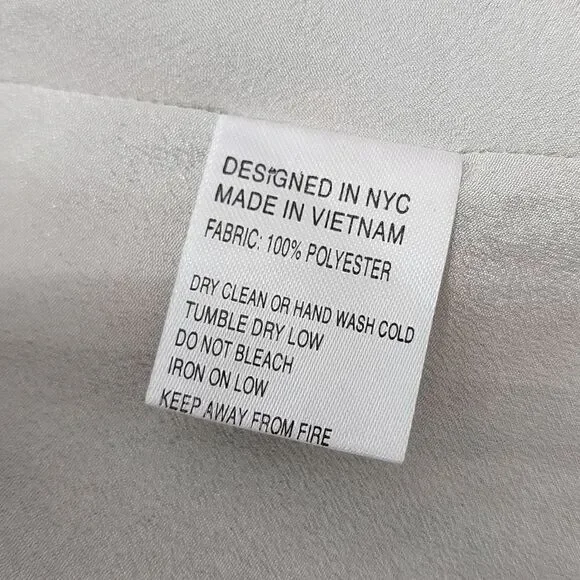 DESIGNED IN NYC
MADE IN VIETNAM
FABRIC: 100% POLYESTER
DRY CLEAN OR HAND WASH COLD
TUMBLE DRY LOW
DO NOT BLEACH
IRON ON LOW
KEEP AWAY FROM FIRE